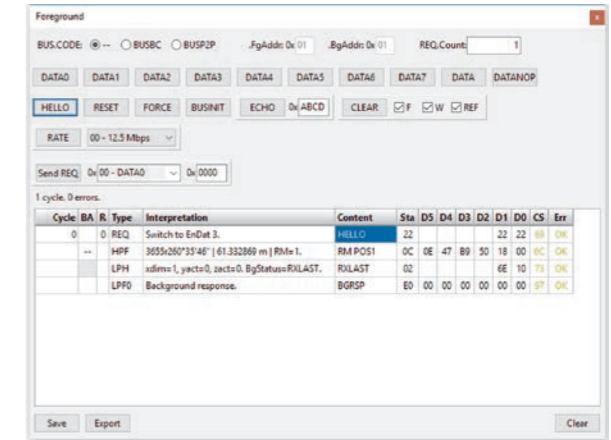 Foreground
BUS.CODE: -- BUSBC BUSP2P .FgAddr: 0x 01 .BgAddr: 0x 01 REQ.Count: 1
DATA0 DATA1 DATA2 DATA3 DATA4 DATA5 DATA6 DATA7 DATA DATANOP
HELLO RESET FORCE BUSINIT ECHO 0x ABCD CLEAR F W REF
RATE 00 - 12.5 Mbps
Send REQ 0x 00 - DATA0 0x 0000
1 cycle, 0 errors.
Cycle BA R Type Interpretation Content Sta D5 D4 D3 D2 D1 D0 CS Err
0 0 REQ Switch to EnDat 3. HELLO 22 22 22 69 OK
-- HPF 3655x260°35'46" | 61.332869 m | RM=1. RM POS1 0C 0E 47 B9 50 18 00 6C OK
LPH xdim=1, yact=0, zact=0. BgStatus=RXLAST. RXLAST 02 6E 10 73 OK
LPF0 Background response. BGRSP E0 00 00 00 00 00 00 97 OK
Save Export Clear